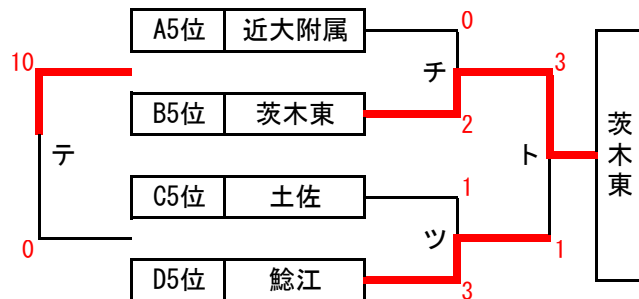 A5位 近大附属 0
10 チ 3
B5位 茨木東 2
テ ト 茨木東
C5位 土佐 1
0 ツ 1
D5位 鯰江 3